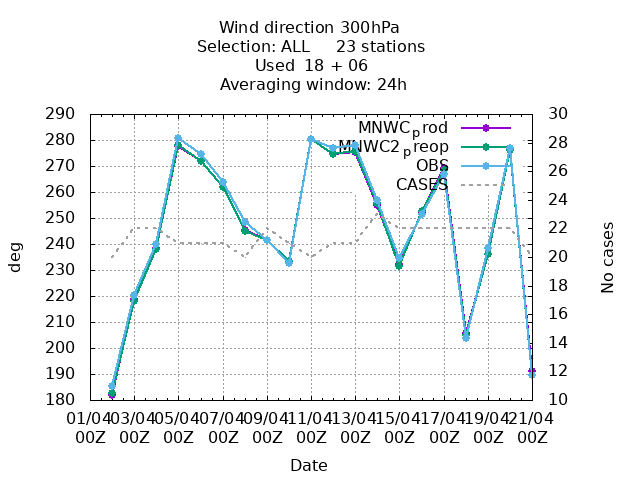 Wind direction 300hPa
Selection: ALL     23 stations
Used  18 + 06
Averaging window: 24h
290 30
280 28
270 26
260 24
250 22
240 20
230 18
220 16
210 14
200 12
190 10
180
MNWCprod
MNWC2preop
OBS
CASES
deg
No cases
01/04 03/04 05/04 07/04 09/04 11/04 13/04 15/04 17/04 19/04 21/04
00Z 00Z 00Z 00Z 00Z 00Z 00Z 00Z 00Z 00Z 00Z
Date